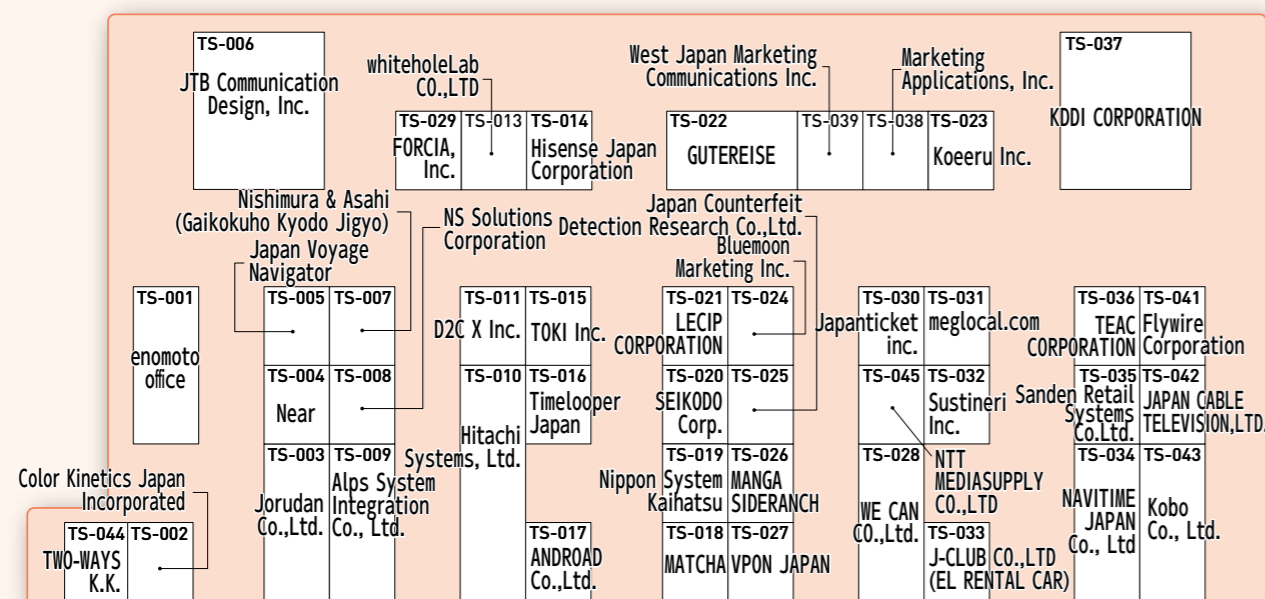 TS-006
JTB Communication
Design, Inc.
whiteholeLab
CO.,LTD
West Japan Marketing
Communications Inc.
Marketing
Applications, Inc.
TS-037
KDDI CORPORATION
TS-029
FORCIA,
Inc.
TS-013
TS-014
Hisense Japan
Corporation
TS-022
GUTEREISE
TS-039
TS-038
TS-023
Koeeru Inc.
Nishimura & Asahi
(Gaikokuho Kyodo Jigyo)
Japan Voyage
Navigator
NS Solutions
Corporation
Japan Counterfeit
Detection Research Co.,Ltd.
Bluemoon
Marketing Inc.
TS-001
enomoto
office
TS-005
TS-007
TS-011
D2C X Inc.
TS-015
TOKI Inc.
TS-021
LECIP
CORPORATION
TS-024
TS-030
Japanticket
inc.
TS-031
meglocal.com
TS-036
TEAC
CORPORATION
TS-041
Flywire
Corporation
TS-004
Near
TS-008
TS-010
Hitachi
Systems, Ltd.
TS-016
Timelooper
Japan
TS-020
SEIKODO
Corp.
TS-025
TS-045
TS-032
Sustineri
Inc.
TS-035
Sanden Retail
Systems
Co.Ltd.
TS-042
JAPAN CABLE
TELEVISION,LTD.
TS-003
Jorudan
Co.,Ltd.
TS-009
Alps System
Integration
Co., Ltd.
TS-019
Nippon System
Kaihatsu
TS-026
MANGA
SIDERANCH
TS-028
WE CAN
CO.,Ltd.
NTT
MEDIASUPPLY
CO.,LTD
TS-034
NAVITIME
JAPAN
Co., Ltd
TS-043
Kobo
Co., Ltd.
Color Kinetics Japan
Incorporated
TS-044
TWO-WAYS
K.K.
TS-002
TS-017
ANDROAD
Co.,Ltd.
TS-018
MATCHA
TS-027
VPON JAPAN
TS-033
J-CLUB CO.,LTD
(EL RENTAL CAR)